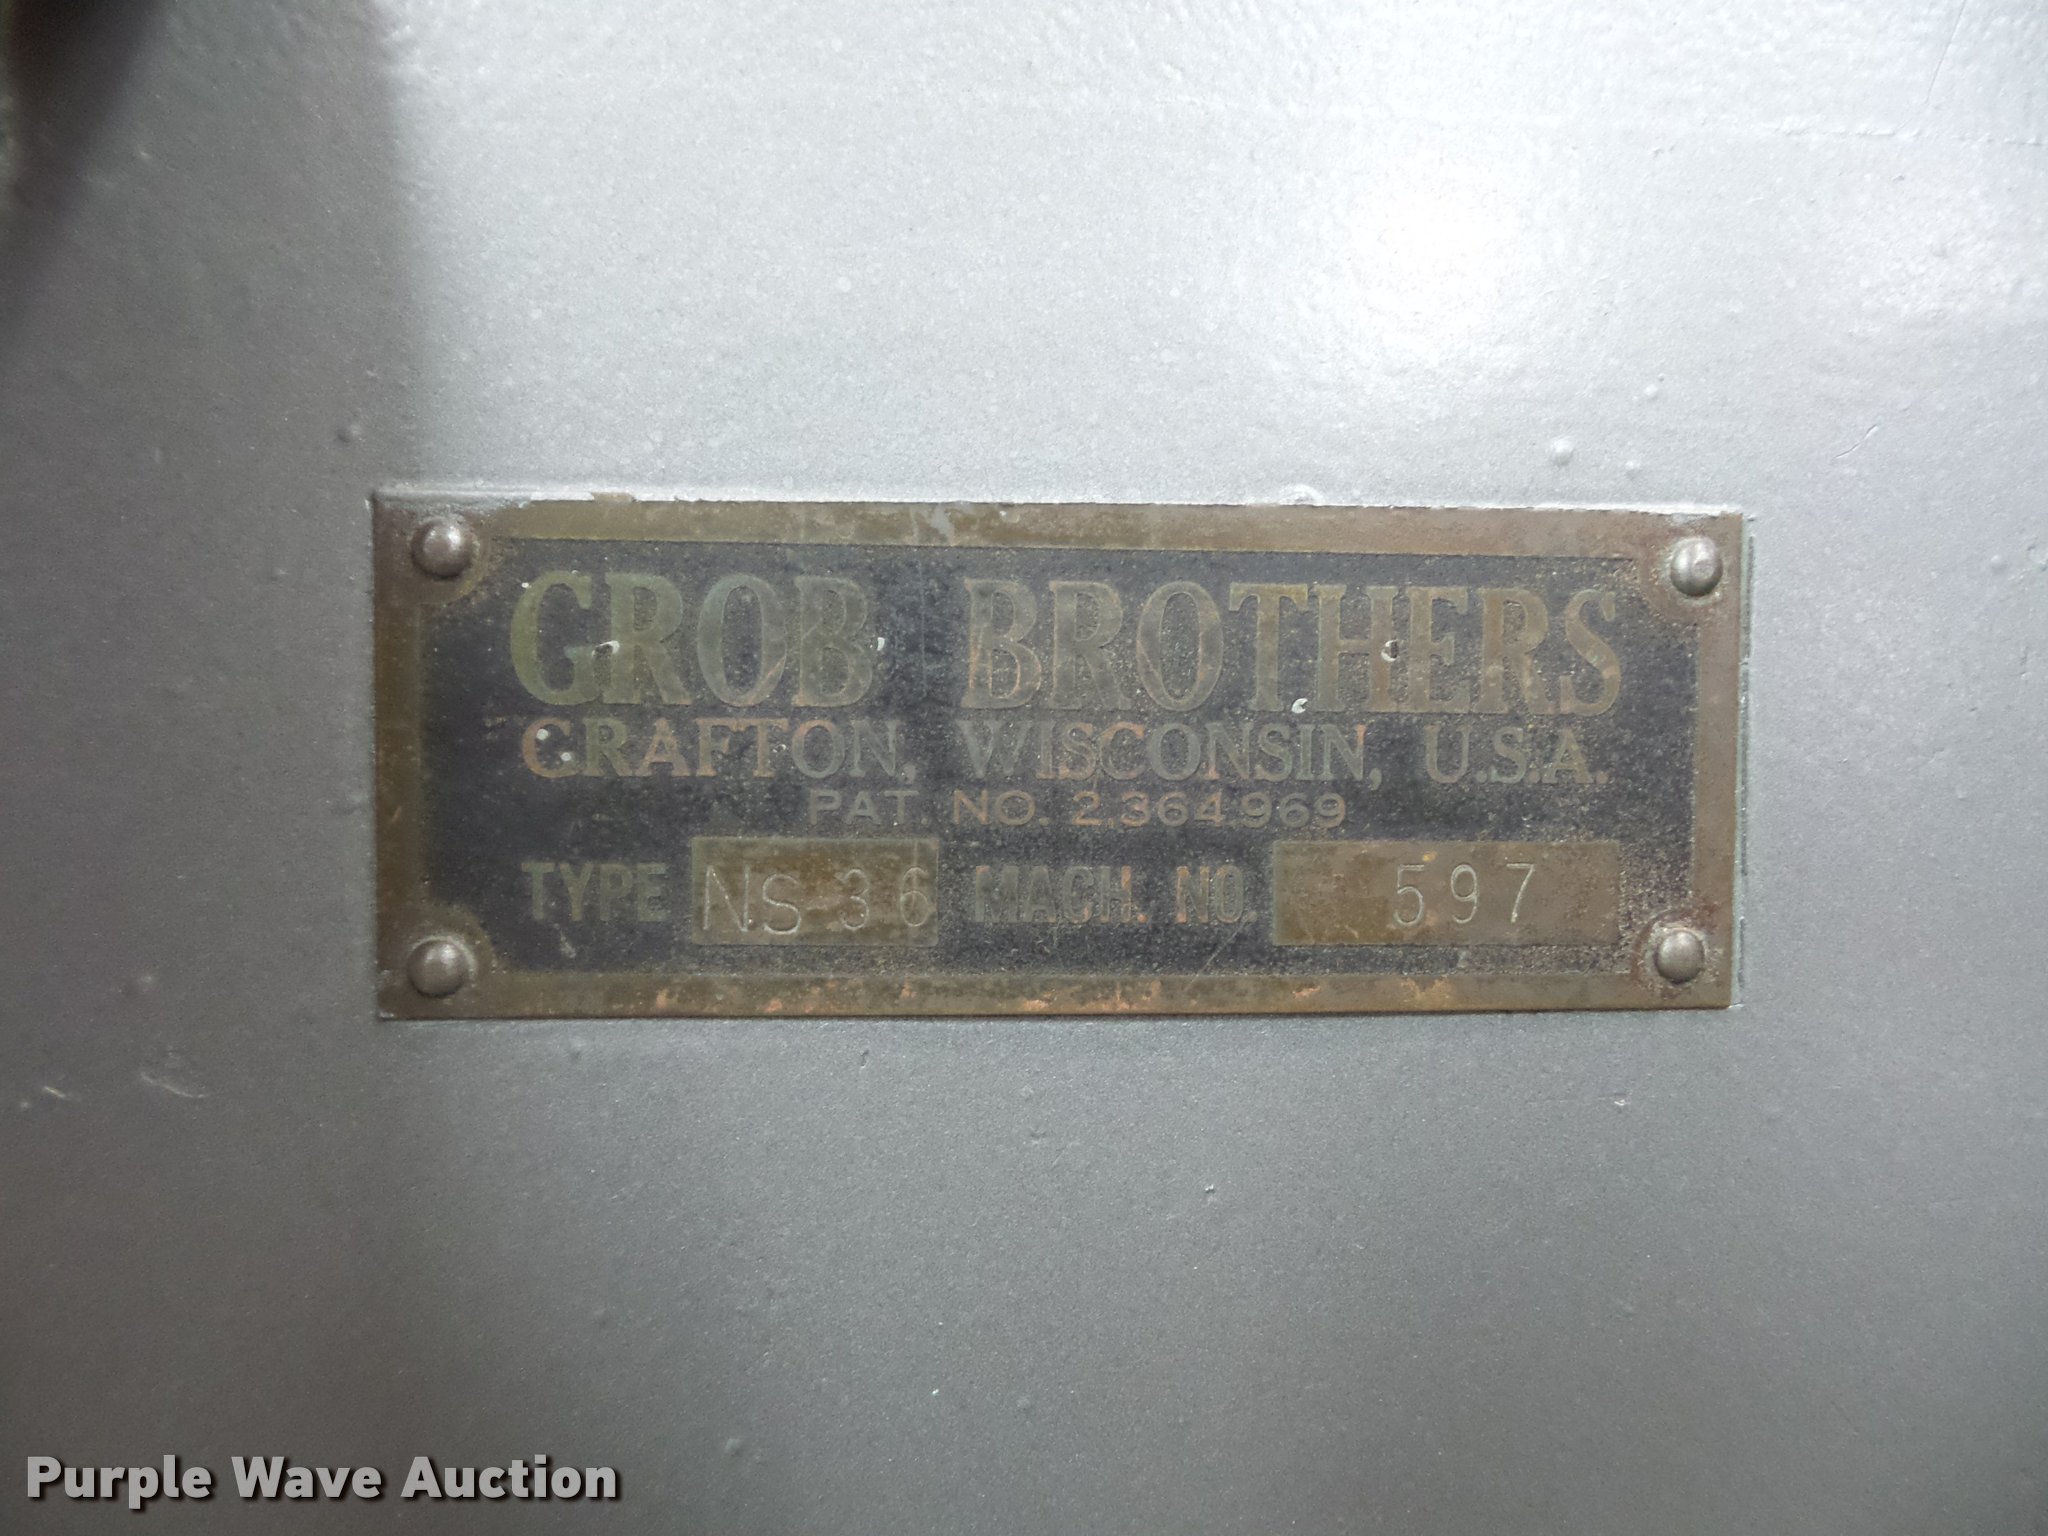 GROB BROTHERS
GRAFTON, WISCONSIN, U.S.A.
PAT. NO. 2,364,969
TYPE NS 36 MACH. NO. 597
Purple Wave Auction